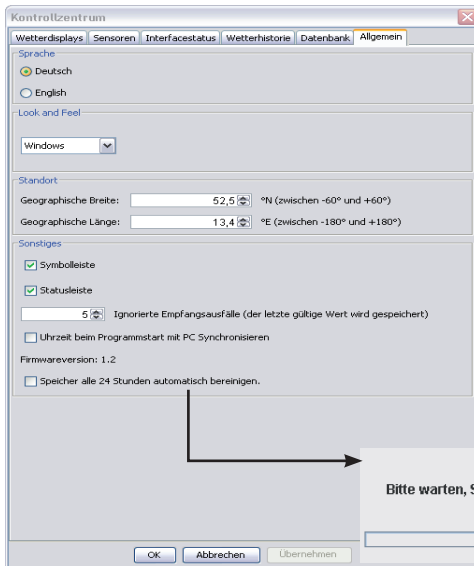 Kontrollzentrum
Wetterdisplays Sensoren Interfacestatus Wetterhistorie Datenbank Allgemein
Sprache
Deutsch
English
Look and Feel
Windows
Standort
Geographische Breite: 52,5 °N (zwischen -60° und +60°)
Geographische Länge: 13,4 °E (zwischen -180° und +180°)
Sonstiges
Symbolleiste
Statusleiste
5 Ignorierte Empfangsausfälle (der letzte gültige Wert wird gespeichert)
Uhrzeit beim Programmstart mit PC Synchronisieren
Firmwareversion: 1.2
Speicher alle 24 Stunden automatisch bereinigen.
Bitte warten, S
OK Abbrechen Übernehmen